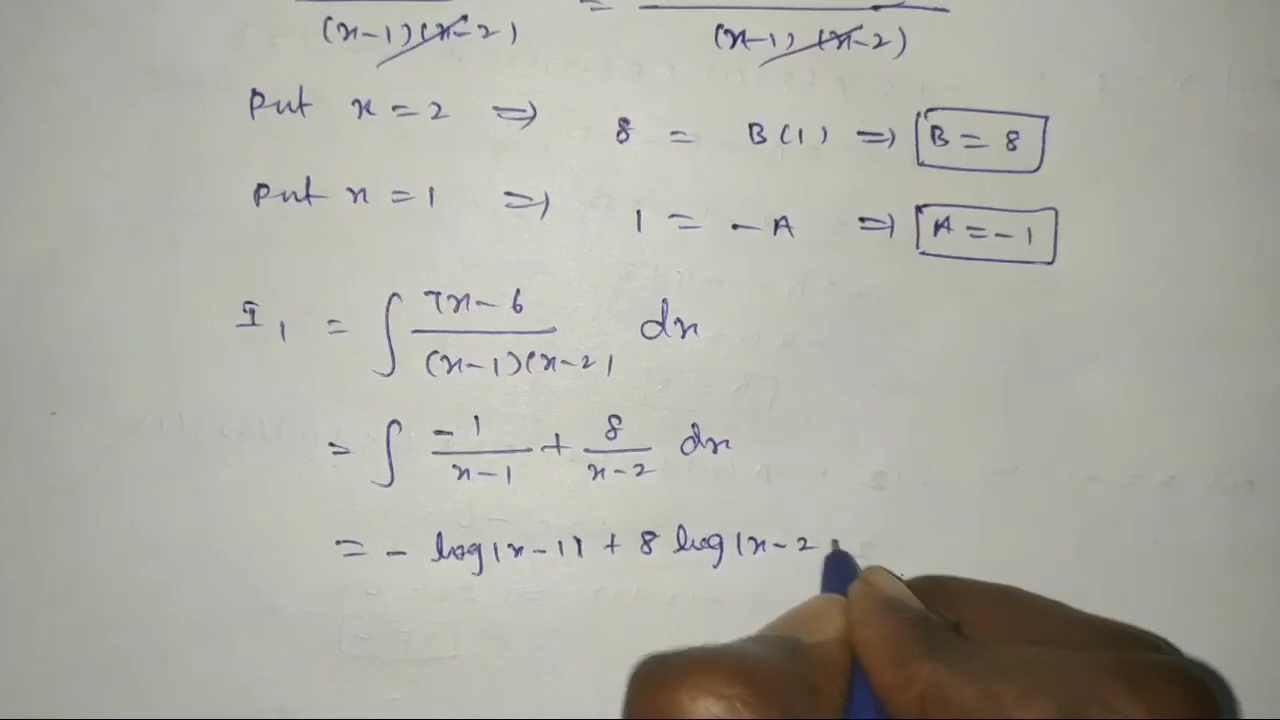 (x-1)(x-2) = (x-1)(x-2)
Put x = 2 ⇒ 8 = B(1) ⇒ B = 8
Put x = 1 ⇒ 1 = -A ⇒ A = -1
I₁ = ∫ 7x-6 / (x-1)(x-2) dx
= ∫ -1 / x-1 + 8 / x-2 dx
= - log|x-1| + 8 log|x-2